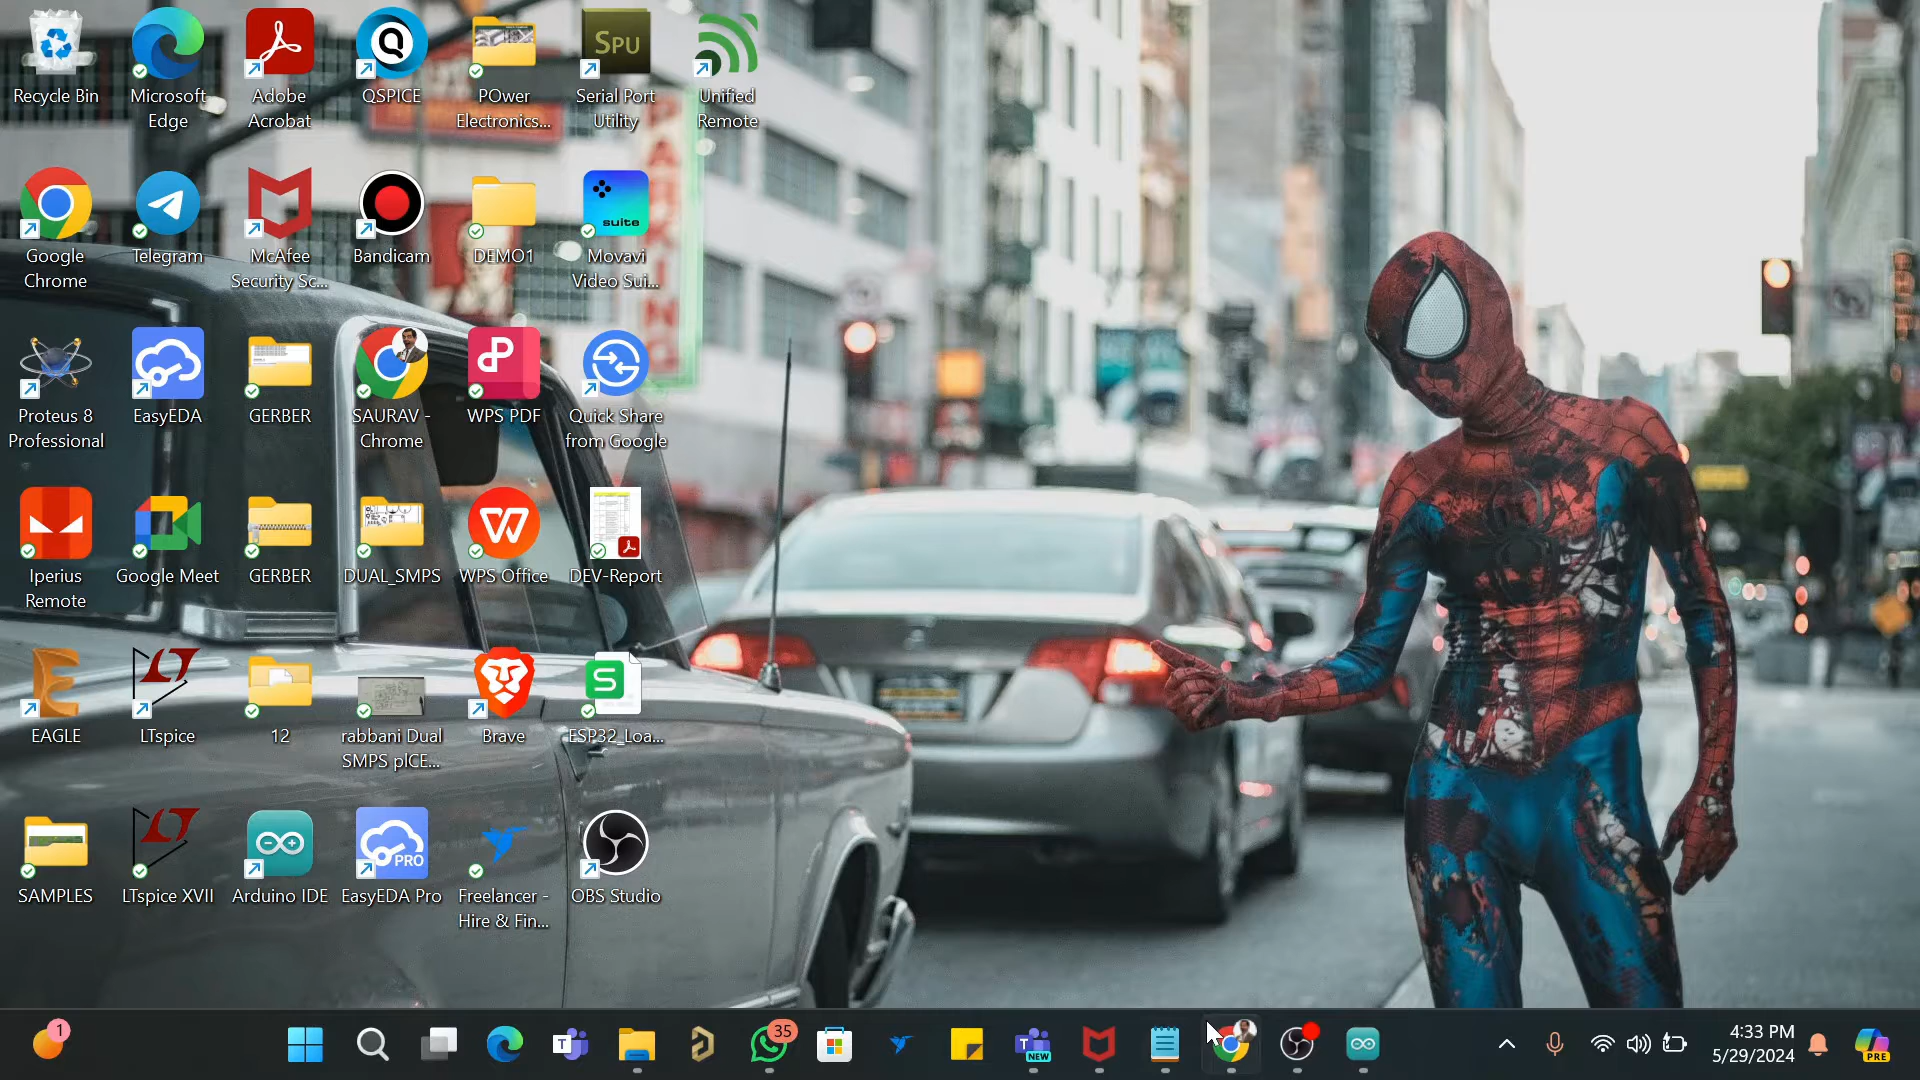 Recycle Bin
Microsoft Edge
Adobe Acrobat
QSPICE
POwer Electronics...
SPU
Serial Port Utility
Unified Remote
Google Chrome
Telegram
McAfee Security Sc...
Bandicam
DEMO1
suite
Movavi Video Sui...
PARKING
Proteus 8 Professional
EasyEDA
GERBER
SAURAV - Chrome
WPS PDF
Quick Share from Google
Iperius Remote
Google Meet
GERBER
DUAL_SMPS
WPS Office
DEV-Report
EAGLE
LTspice
12
rabbani Dual SMPS pICE...
Brave
S
ESP32_Loa...
SAMPLES
LTspice XVII
Arduino IDE
PRO
EasyEDA Pro
Freelancer - Hire & Fin...
OBS Studio
1
35
NEW
4:33 PM
5/29/2024
PRE